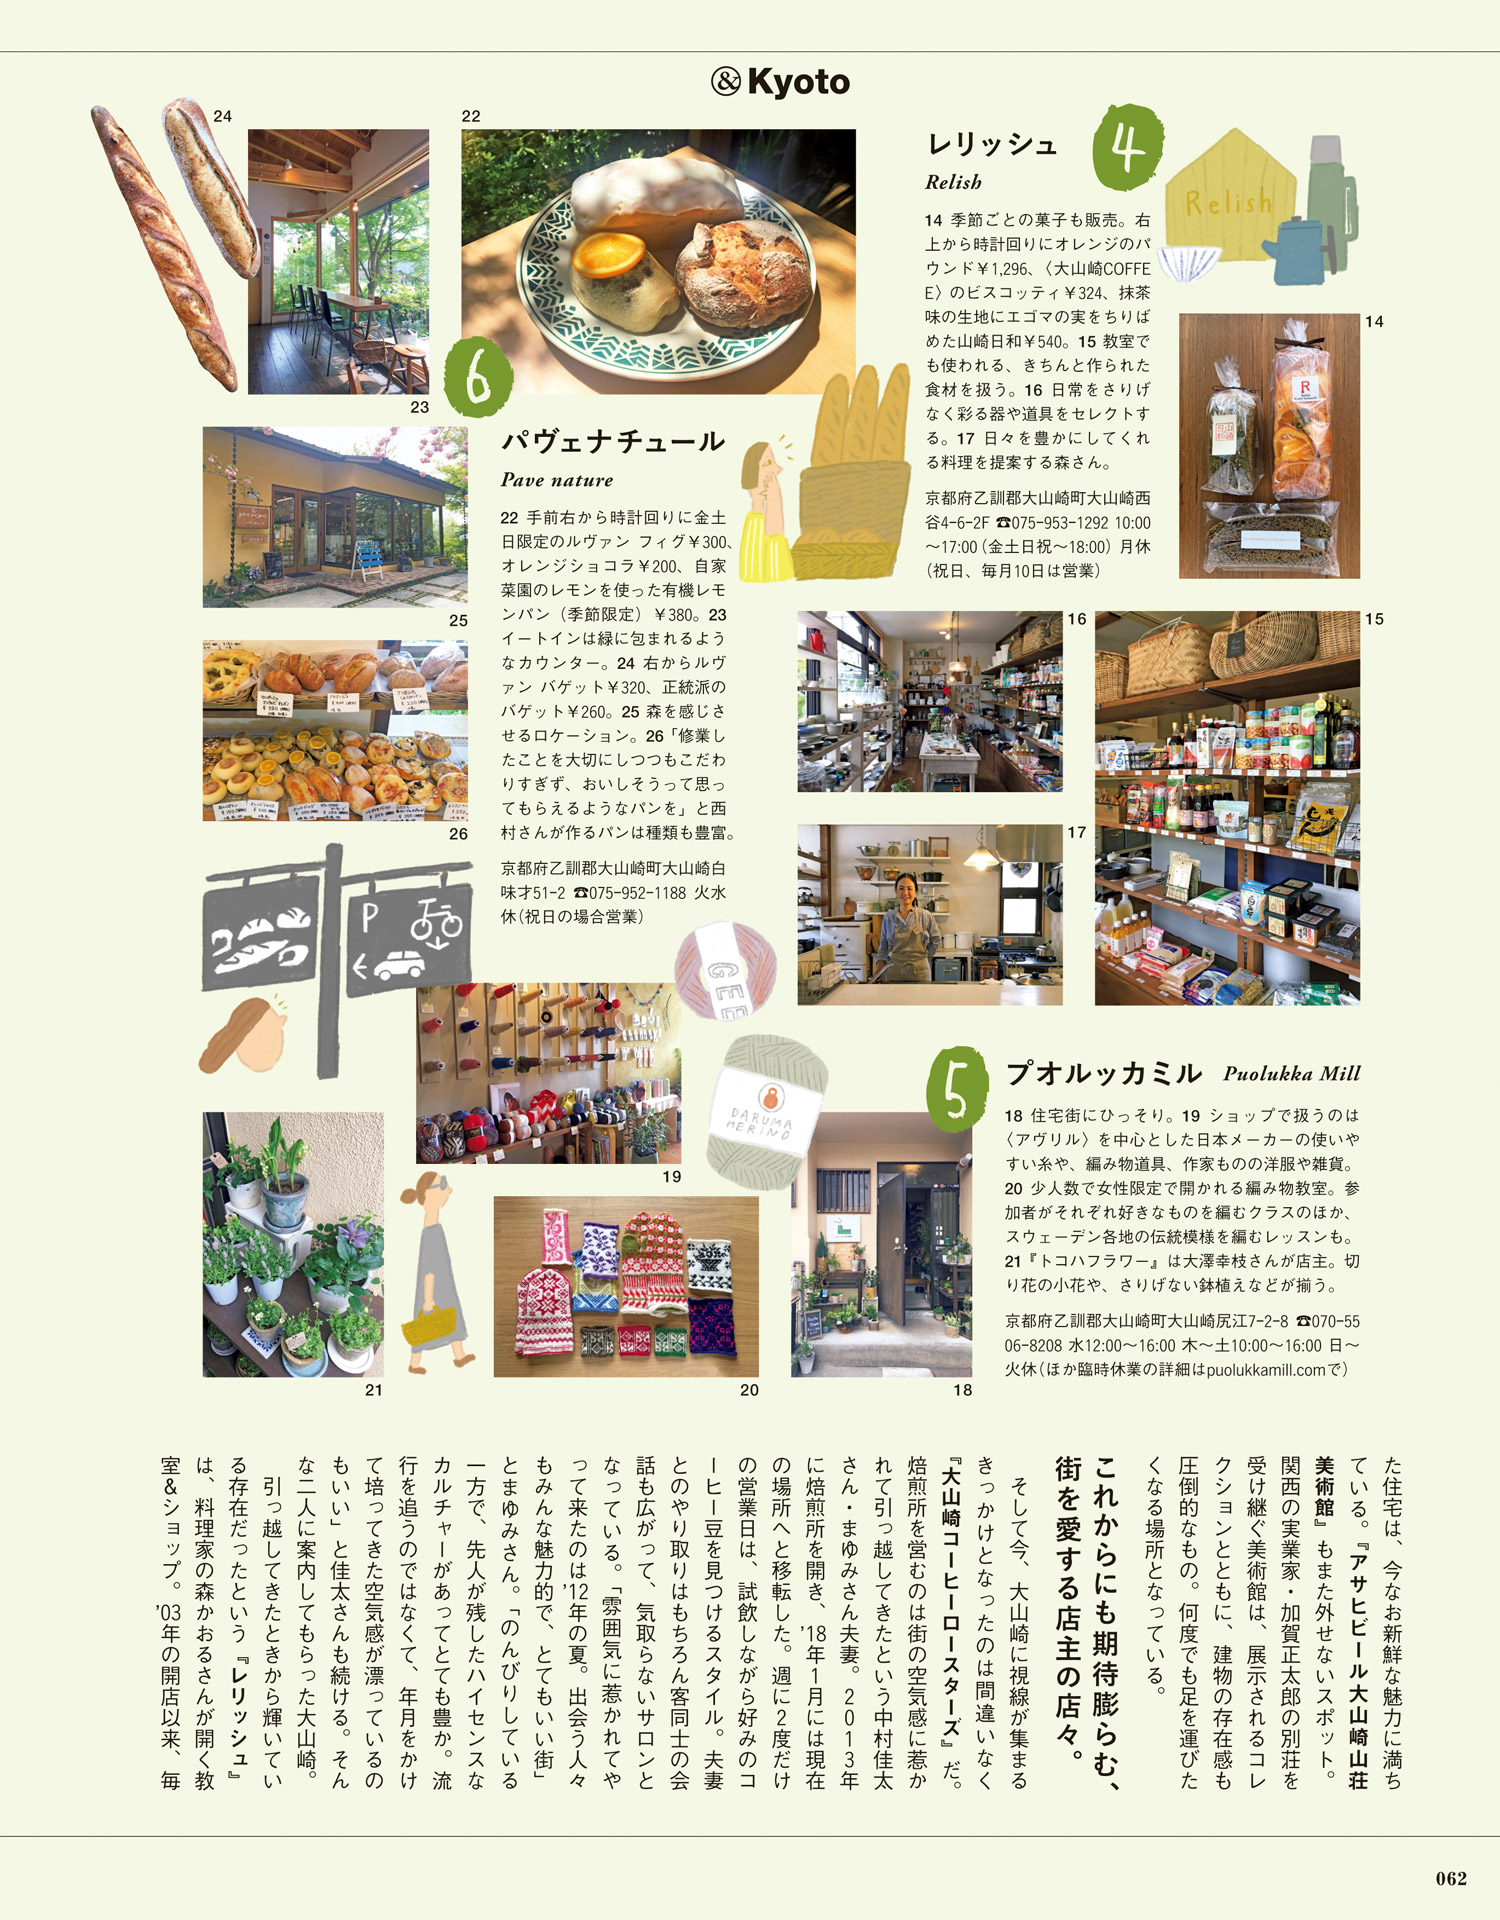 &Kyoto
4
レリッシュ
Relish
14 季節ごとの菓子も販売。右
上から時計回りにオレンジのパ
ウンド￥1,296、〈大山崎COFFE
E〉のビスコッティ￥324、抹茶
味の生地にエゴマの実をちりば
めた山崎日和￥540。15 教室で
も使われる、きちんと作られた
食材を扱う。16 日常をさりげ
なく彩る器や道具をセレクトす
る。17 日々を豊かにしてくれ
る料理を提案する森さん。
京都府乙訓郡大山崎町大山崎西
谷4-6-2F ☎075-953-1292 10:00
〜17:00（金土日祝〜18:00）月休
（祝日、毎月10日は営業）
Relish
14
16
15
17
24
22
23
6
パヴェナチュール
Pave nature
22 手前右から時計回りに金土
日限定のルヴァン フィグ￥300、
オレンジショコラ￥200、自家
菜園のレモンを使った有機レモ
ンパン（季節限定）￥380。23
イートインは緑に包まれるよう
なカウンター。24 右からルヴ
ァン バゲット￥320、正統派の
バゲット￥260。25 森を感じさ
せるロケーション。26「修業し
たことを大切にしつつもこだわ
りすぎず、おいしそうって思っ
てもらえるようなパンを」と西
村さんが作るパンは種類も豊富。
京都府乙訓郡大山崎町大山崎白
味才51-2 ☎075-952-1188 火水
休（祝日の場合営業）
25
26
P
DARUMA
MERINO
5
プオルッカミル Puolukka Mill
18 住宅街にひっそり。19 ショップで扱うのは
〈アヴリル〉を中心とした日本メーカーの使いや
すい糸や、編み物道具、作家ものの洋服や雑貨。
20 少人数で女性限定で開かれる編み物教室。参
加者がそれぞれ好きなものを編むクラスのほか、
スウェーデン各地の伝統模様を編むレッスンも。
21『トコハフラワー』は大澤幸枝さんが店主。切
り花の小花や、さりげない鉢植えなどが揃う。
京都府乙訓郡大山崎町大山崎尻江7-2-8 ☎070-55
06-8208 水12:00〜16:00 木〜土10:00〜16:00 日〜
火休（ほか臨時休業の詳細はpuolukkamill.comで）
19
21
20
18
た住宅は、今なお新鮮な魅力に満ち
ている。『アサヒビール大山崎山荘
美術館』もまた外せないスポット。
関西の実業家・加賀正太郎の別荘を
受け継ぐ美術館は、展示されるコレ
クションとともに、建物の存在感も
圧倒的なもの。何度でも足を運びた
くなる場所となっている。
これからにも期待膨らむ、
街を愛する店主の店々。
そして今、大山崎に視線が集まる
きっかけとなったのは間違いなく
『大山崎コーヒーロースターズ』だ。
焙煎所を営むのは街の空気感に惹か
れて引っ越してきたという中村佳太
さん・まゆみさん夫妻。2013年
に焙煎所を開き、’18年1月には現在
の場所へと移転した。週に2度だけ
の営業日は、試飲しながら好みのコ
ーヒー豆を見つけるスタイル。夫妻
とのやり取りはもちろん客同士の会
話も広がって、気取らないサロンと
なっている。「雰囲気に惹かれてや
って来たのは’12年の夏。出会う人々
もみんな魅力的で、とてもいい街」
とまゆみさん。「のんびりしている
一方で、先人が残したハイセンスな
カルチャーがあってとても豊か。流
行を追うのではなくて、年月をかけ
て培ってきた空気感が漂っているの
もいい」と佳太さんも続ける。そん
な二人に案内してもらった大山崎。
引っ越してきたときから輝いてい
る存在だったという『レリッシュ』
は、料理家の森かおるさんが開く教
室&ショップ。’03年の開店以来、毎
062